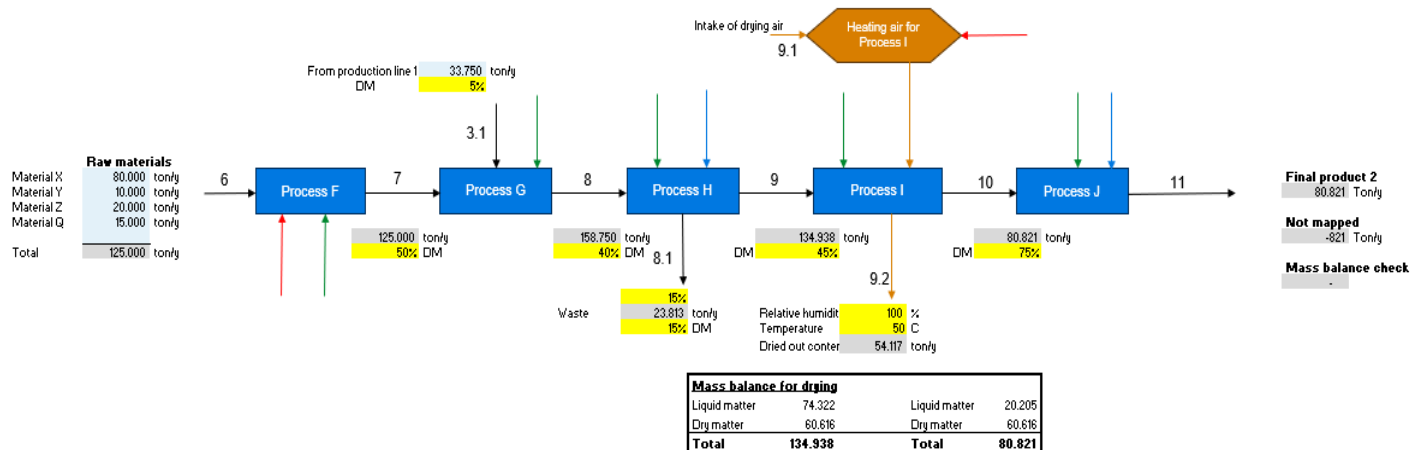 Intake of drying air
9.1
Heating air for
Process I
From production line 1 33.750 ton/y
DM 5%
3.1
Raw materials
Material X 80.000 ton/y
Material Y 10.000 ton/y
Material Z 20.000 ton/y
Material Q 15.000 ton/y
Total 125.000 ton/y
6
Process F
7
Process G
8
Process H
9
Process I
10
Process J
11
125.000 ton/y
50% DM
158.750 ton/y
40% DM
8.1
134.938 ton/y
DM 45%
80.821 ton/y
DM 75%
15%
Waste 23.813 ton/y
15% DM
9.2
Relative humidit 100 %
Temperature 50 C
Dried out conter 54.117 ton/y
Final product 2
80.821 Ton/y
Not mapped
-821 Ton/y
Mass balance check
-
Mass balance for drying
Liquid matter 74.322 Liquid matter 20.205
Dry matter 60.616 Dry matter 60.616
Total 134.938 Total 80.821